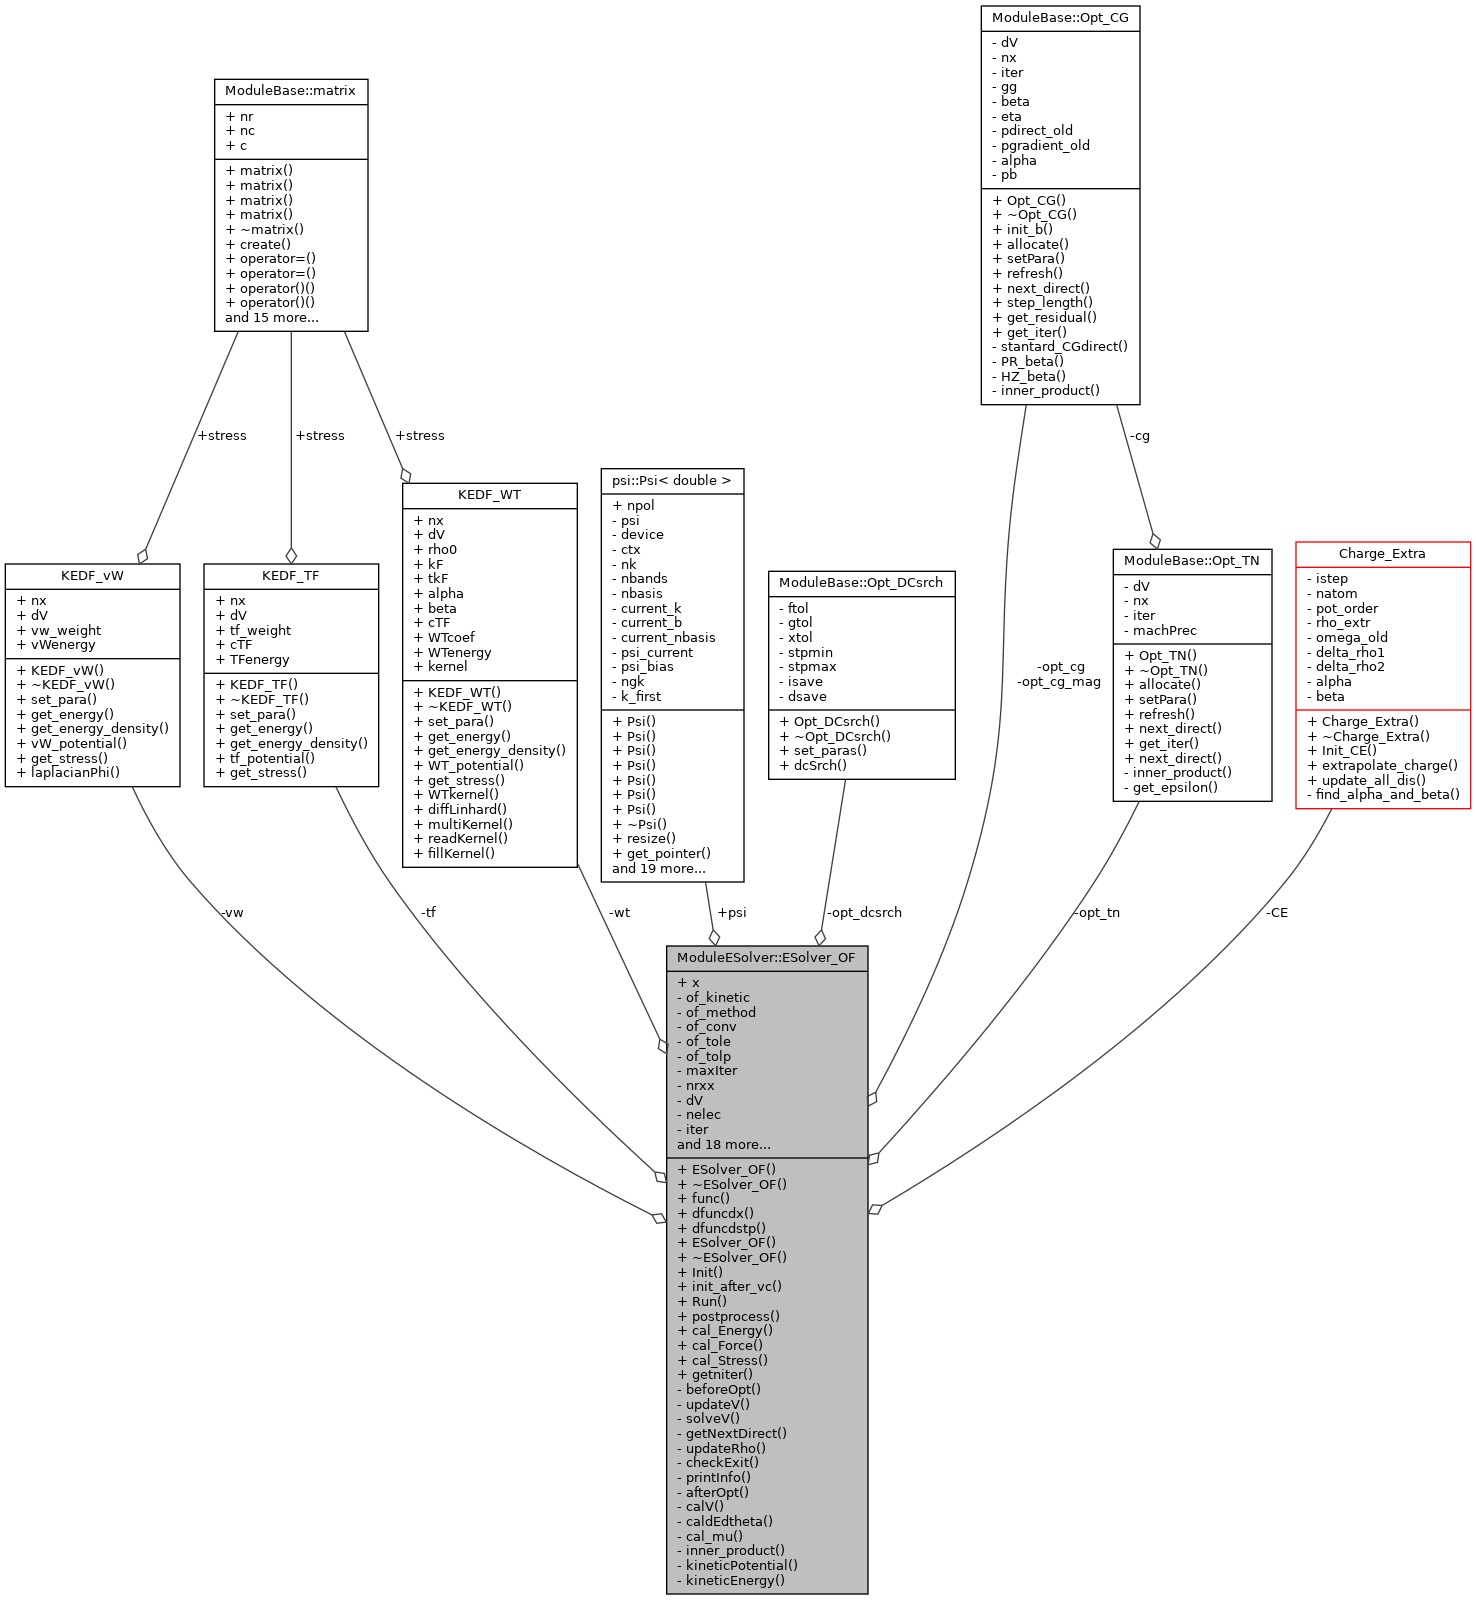 ModuleBase::Opt_CG
- dV
- nx
- iter
- gg
- beta
- eta
- pdirect_old
- pgradient_old
- alpha
- pb
+ Opt_CG()
+ ~Opt_CG()
+ init_b()
+ allocate()
+ setPara()
+ refresh()
+ next_direct()
+ step_length()
+ get_residual()
+ get_iter()
- stantard_CGdirect()
- PR_beta()
- HZ_beta()
- inner_product()
ModuleBase::matrix
+ nr
+ nc
+ c
+ matrix()
+ matrix()
+ matrix()
+ matrix()
+ ~matrix()
+ create()
+ operator=()
+ operator=()
+ operator()()
+ operator()()
and 15 more...
+stress
+stress
+stress
-cg
KEDF_vW
+ nx
+ dV
+ vw_weight
+ vWenergy
+ KEDF_vW()
+ ~KEDF_vW()
+ set_para()
+ get_energy()
+ get_energy_density()
+ vW_potential()
+ get_stress()
+ laplacianPhi()
KEDF_TF
+ nx
+ dV
+ tf_weight
+ cTF
+ TFenergy
+ KEDF_TF()
+ ~KEDF_TF()
+ set_para()
+ get_energy()
+ get_energy_density()
+ tf_potential()
+ get_stress()
KEDF_WT
+ nx
+ dV
+ rho0
+ kF
+ tkF
+ alpha
+ beta
+ cTF
+ WTcoef
+ WTenergy
+ kernel
+ KEDF_WT()
+ ~KEDF_WT()
+ set_para()
+ get_energy()
+ get_energy_density()
+ WT_potential()
+ get_stress()
+ WTkernel()
+ diffLinhard()
+ multiKernel()
+ readKernel()
+ fillKernel()
psi::Psi< double >
+ npol
- psi
- device
- ctx
- nk
- nbands
- nbasis
- current_k
- current_b
- current_nbasis
- psi_current
- psi_bias
- ngk
- k_first
+ Psi()
+ Psi()
+ Psi()
+ Psi()
+ Psi()
+ Psi()
+ Psi()
+ ~Psi()
+ resize()
+ get_pointer()
and 19 more...
ModuleBase::Opt_DCsrch
- ftol
- gtol
- xtol
- stpmin
- stpmax
- isave
- dsave
+ Opt_DCsrch()
+ ~Opt_DCsrch()
+ set_paras()
+ dcSrch()
-opt_cg
-opt_cg_mag
ModuleBase::Opt_TN
- dV
- nx
- iter
- machPrec
+ Opt_TN()
+ ~Opt_TN()
+ allocate()
+ setPara()
+ refresh()
+ next_direct()
+ get_iter()
+ next_direct()
- inner_product()
- get_epsilon()
Charge_Extra
- istep
- natom
- pot_order
- rho_extr
- omega_old
- delta_rho1
- delta_rho2
- alpha
- beta
+ Charge_Extra()
+ ~Charge_Extra()
+ Init_CE()
+ extrapolate_charge()
+ update_all_dis()
- find_alpha_and_beta()
-vw
-tf
-wt
+psi
-opt_dcsrch
-opt_tn
-CE
ModuleESolver::ESolver_OF
+ x
- of_kinetic
- of_method
- of_conv
- of_tole
- of_tolp
- maxIter
- nrxx
- dV
- nelec
- iter
and 18 more...
+ ESolver_OF()
+ ~ESolver_OF()
+ func()
+ dfuncdx()
+ dfuncdstp()
+ ESolver_OF()
+ ~ESolver_OF()
+ Init()
+ init_after_vc()
+ Run()
+ postprocess()
+ cal_Energy()
+ cal_Force()
+ cal_Stress()
+ getniter()
- beforeOpt()
- updateV()
- solveV()
- getNextDirect()
- updateRho()
- checkExit()
- printInfo()
- afterOpt()
- calV()
- caldEdtheta()
- cal_mu()
- inner_product()
- kineticPotential()
- kineticEnergy()